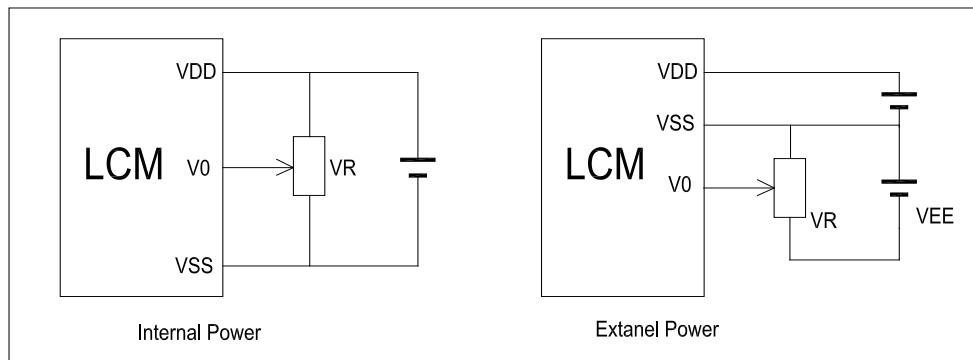 VDD
LCM
V0
VR
VSS
Internal Power
VDD
VSS
LCM
V0
VR
VEE
Extanel Power